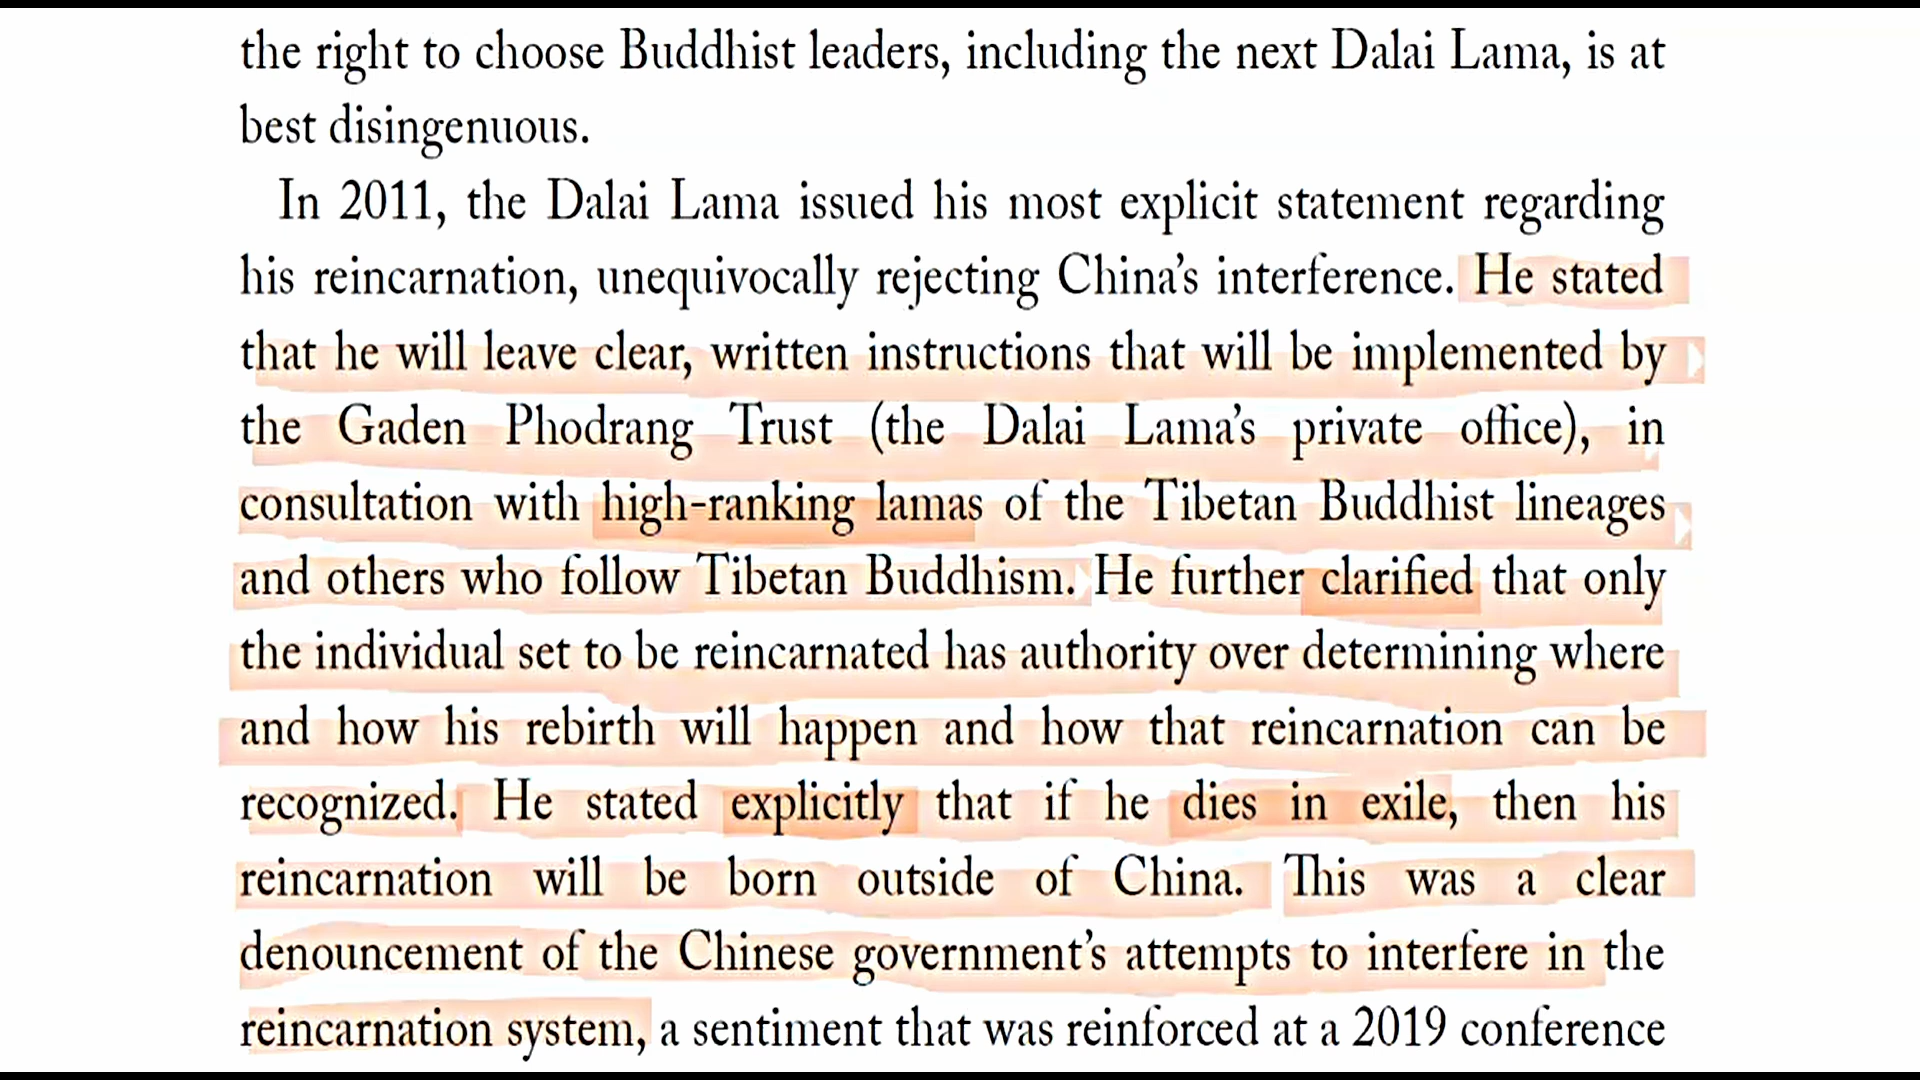 the right to choose Buddhist leaders, including the next Dalai Lama, is at
best disingenuous.
In 2011, the Dalai Lama issued his most explicit statement regarding
his reincarnation, unequivocally rejecting China’s interference. He stated
that he will leave clear, written instructions that will be implemented by
the Gaden Phodrang Trust (the Dalai Lama’s private office), in
consultation with high-ranking lamas of the Tibetan Buddhist lineages
and others who follow Tibetan Buddhism. He further clarified that only
the individual set to be reincarnated has authority over determining where
and how his rebirth will happen and how that reincarnation can be
recognized. He stated explicitly that if he dies in exile, then his
reincarnation will be born outside of China. This was a clear
denouncement of the Chinese government’s attempts to interfere in the
reincarnation system, a sentiment that was reinforced at a 2019 conference